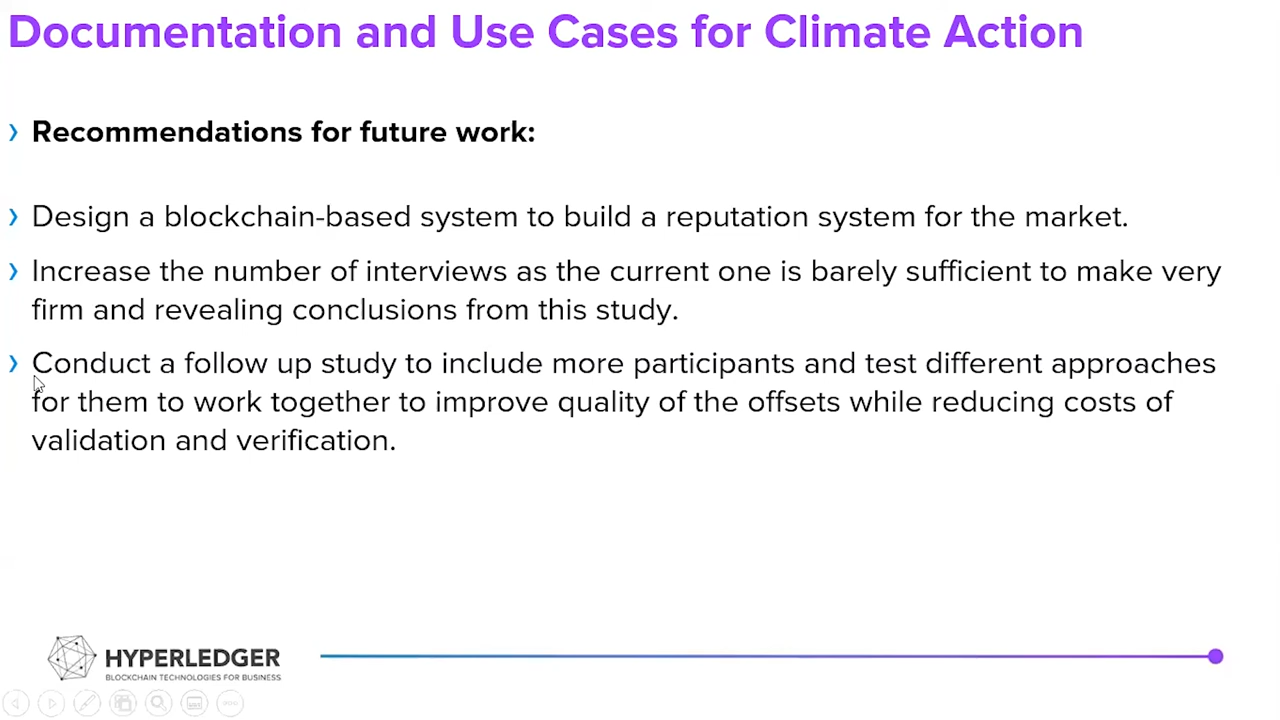 Documentation and Use Cases for Climate Action
Recommendations for future work:
Design a blockchain-based system to build a reputation system for the market.
Increase the number of interviews as the current one is barely sufficient to make very
firm and revealing conclusions from this study.
Conduct a follow up study to include more participants and test different approaches
for them to work together to improve quality of the offsets while reducing costs of
validation and verification.
HYPERLEDGER
BLOCKCHAIN TECHNOLOGIES FOR BUSINESS